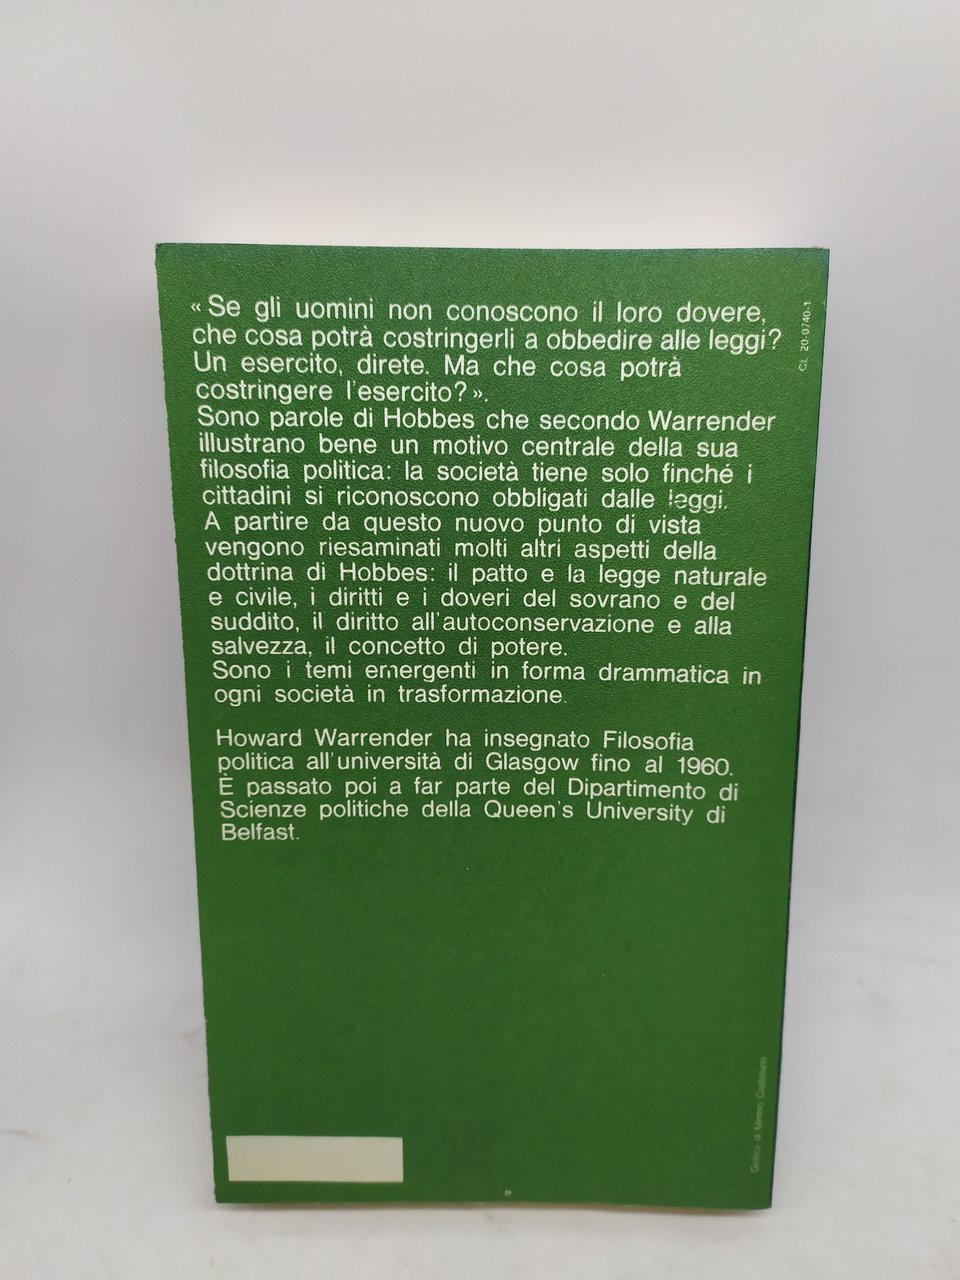 « Se gli uomini non conoscono il loro dovere,
che cosa potrà costringerli a obbedire alle leggi?
Un esercito, direte. Ma che cosa potrà
costringere l'esercito? ».
Sono parole di Hobbes che secondo Warrender
illustrano bene un motivo centrale della sua
filosofia politica: la società tiene solo finché i
cittadini si riconoscono obbligati dalle leggi.
A partire da questo nuovo punto di vista
vengono riesaminati molti altri aspetti della
dottrina di Hobbes: il patto e la legge naturale
e civile, i diritti e i doveri del sovrano e del
suddito, il diritto all'autoconservazione e alla
salvezza, il concetto di potere.
Sono i temi emergenti in forma drammatica in
ogni società in trasformazione.
Howard Warrender ha insegnato Filosofia
politica all'università di Glasgow fino al 1960.
È passato poi a far parte del Dipartimento di
Scienze politiche della Queen's University di
Belfast.
CL 20-0740-1
Grafica di Mimmo Castellano